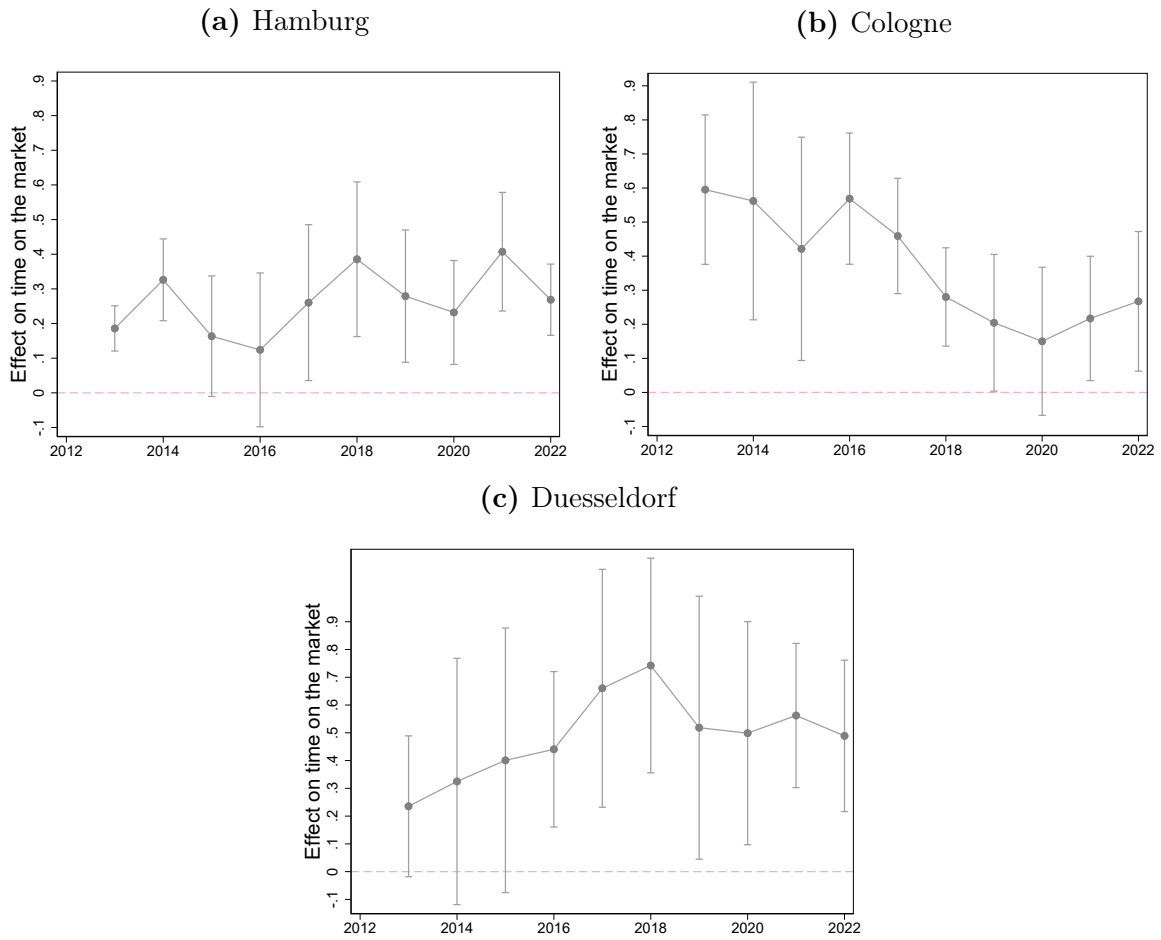 (a) Hamburg
Effect on time on the market
-.1 0 .1 .2 .3 .4 .5 .6 .7 .8 .9
2012 2014 2016 2018 2020 2022
(b) Cologne
Effect on time on the market
-.1 0 .1 .2 .3 .4 .5 .6 .7 .8 .9
2012 2014 2016 2018 2020 2022
(c) Duesseldorf
Effect on time on the market
-.1 0 .1 .2 .3 .4 .5 .6 .7 .8 .9
2012 2014 2016 2018 2020 2022